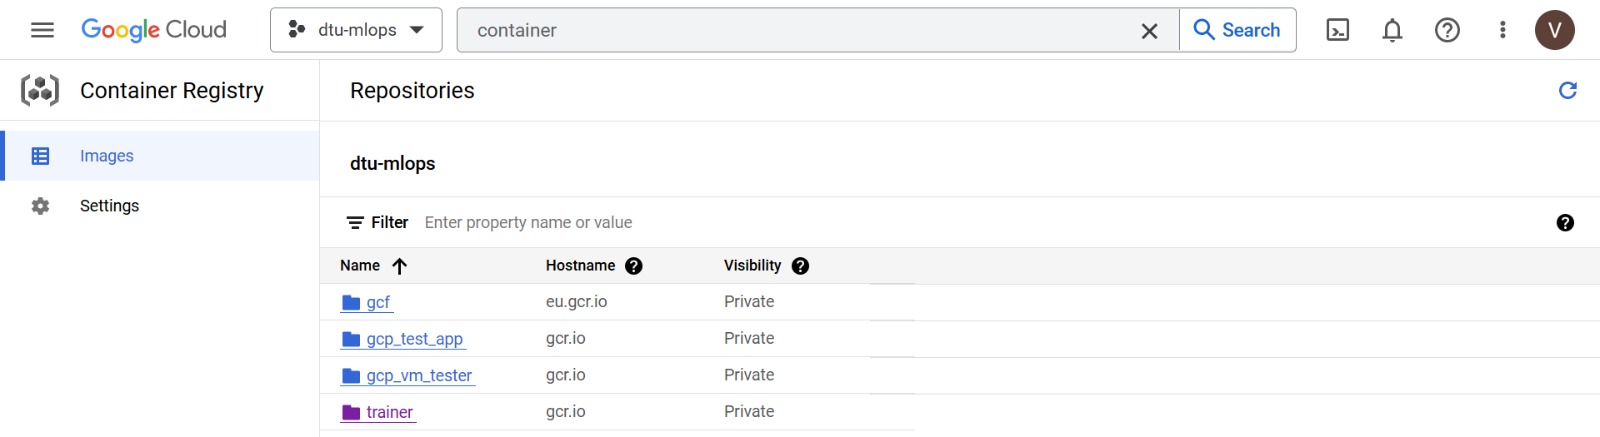 Google Cloud dtu-mlops container Search V
Container Registry Repositories
Images
dtu-mlops
Settings
Filter Enter property name or value
Name Hostname Visibility
gcf eu.gcr.io Private
gcp_test_app gcr.io Private
gcp_vm_tester gcr.io Private
trainer gcr.io Private